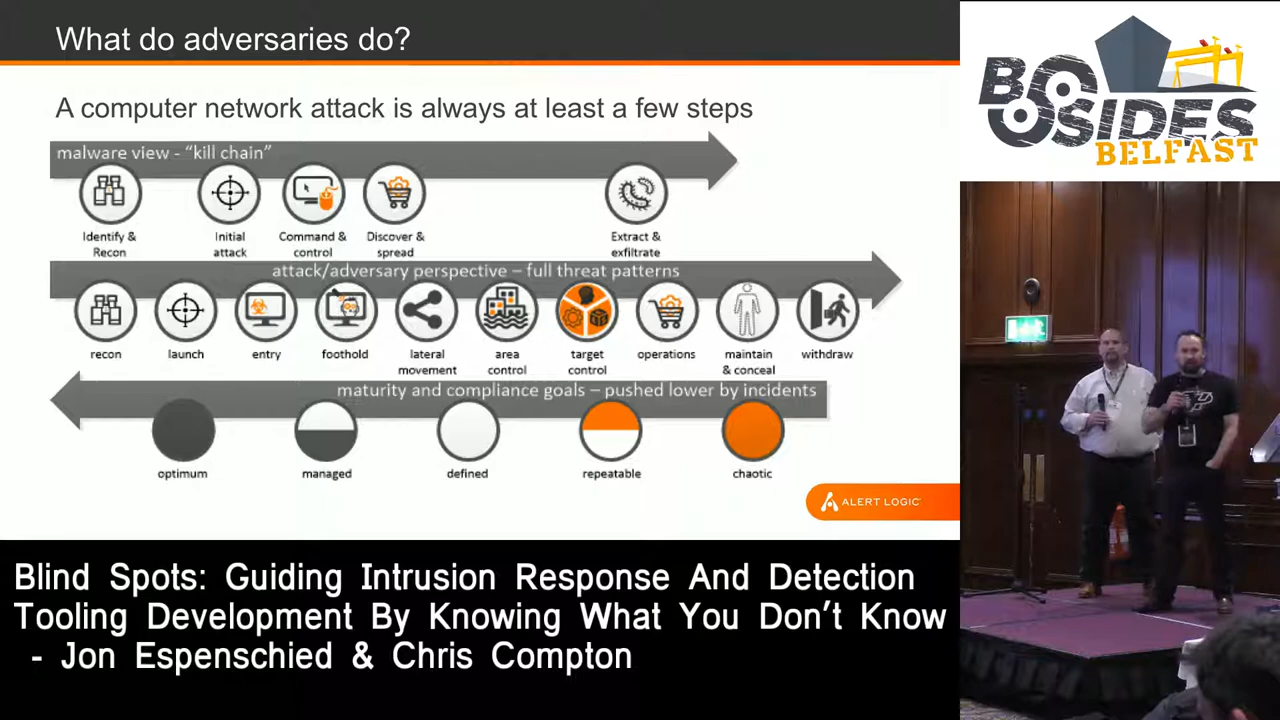 What do adversaries do?
A computer network attack is always at least a few steps
malware view - “kill chain”
Identify &
Recon
Initial
attack
Command &
control
Discover &
spread
Extract &
exfiltrate
attack/adversary perspective – full threat patterns
recon
launch
entry
foothold
lateral
movement
area
control
target
control
operations
maintain
& conceal
withdraw
maturity and compliance goals – pushed lower by incidents
optimum
managed
defined
repeatable
chaotic
ALERT LOGIC
BSIDES
BELFAST
Blind Spots: Guiding Intrusion Response And Detection
Tooling Development By Knowing What You Don't Know
- Jon Espenschied & Chris Compton